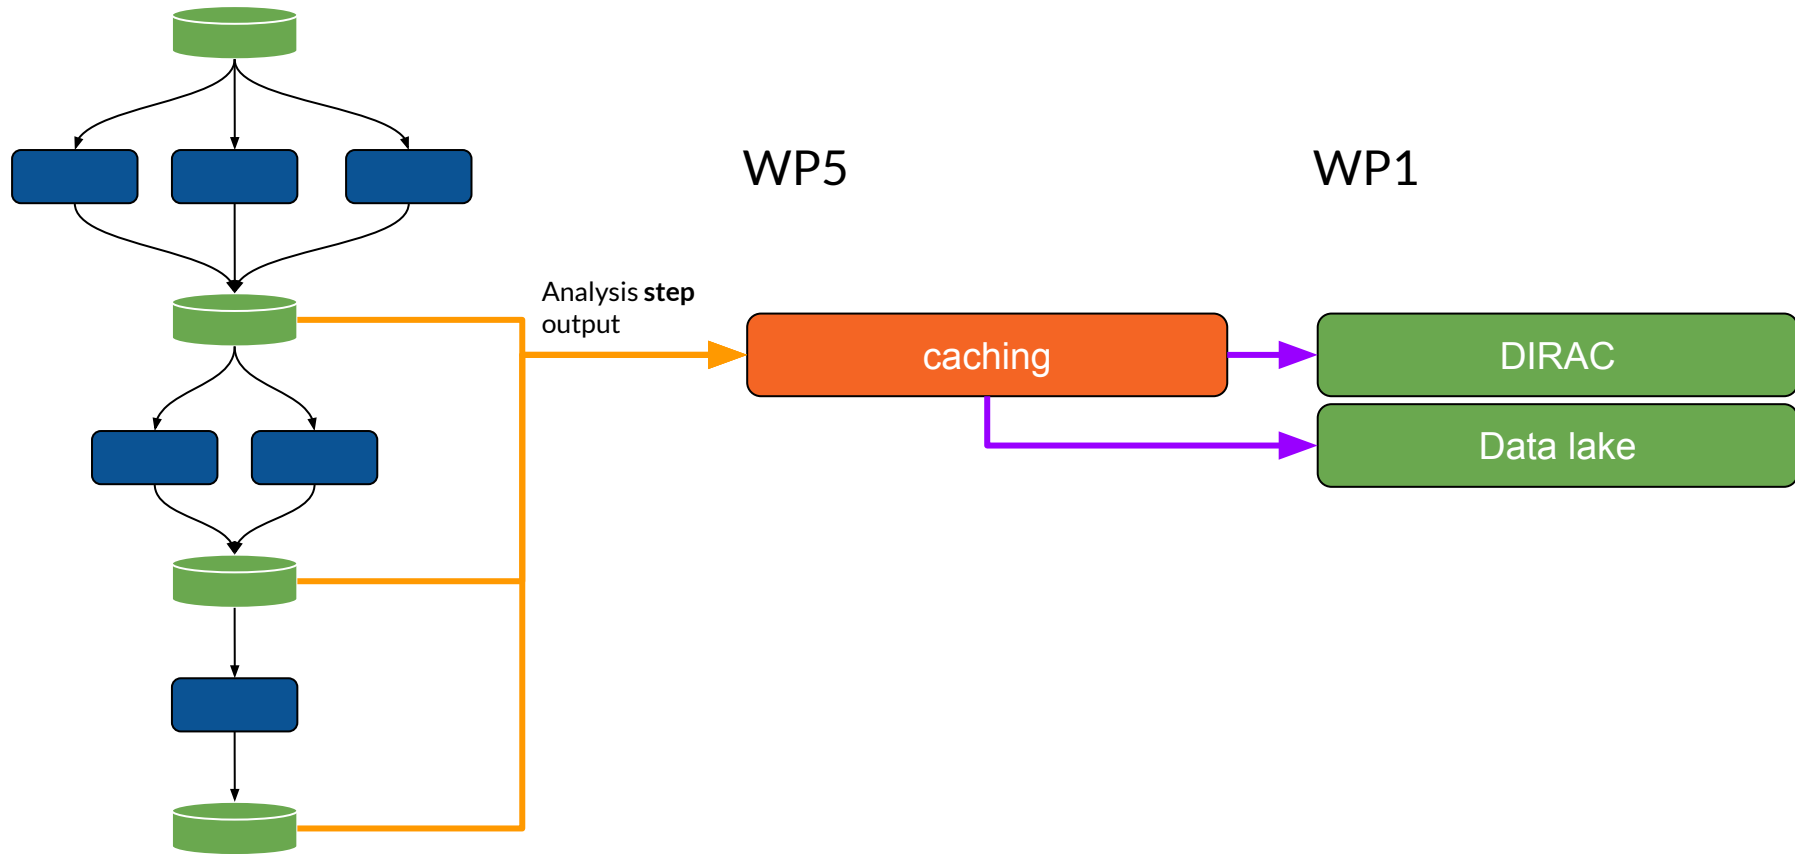 WP5
WP1
Analysis step
output
caching
DIRAC
Data lake